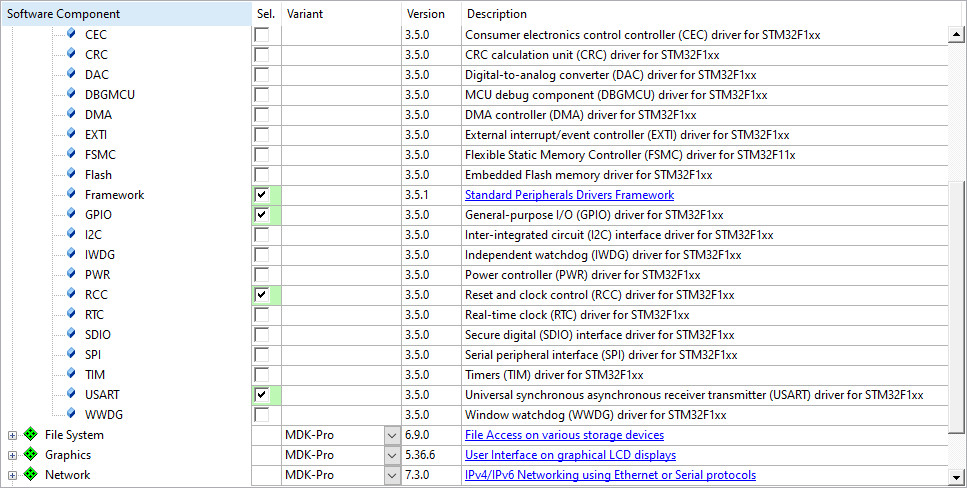 Software Component Sel. Variant Version Description
CEC 3.5.0 Consumer electronics control controller (CEC) driver for STM32F1xx
CRC 3.5.0 CRC calculation unit (CRC) driver for STM32F1xx
DAC 3.5.0 Digital-to-analog converter (DAC) driver for STM32F1xx
DBGMCU 3.5.0 MCU debug component (DBGMCU) driver for STM32F1xx
DMA 3.5.0 DMA controller (DMA) driver for STM32F1xx
EXTI 3.5.0 External interrupt/event controller (EXTI) driver for STM32F1xx
FSMC 3.5.0 Flexible Static Memory Controller (FSMC) driver for STM32F11x
Flash 3.5.0 Embedded Flash memory driver for STM32F1xx
Framework 3.5.1 Standard Peripherals Drivers Framework
GPIO 3.5.0 General-purpose I/O (GPIO) driver for STM32F1xx
I2C 3.5.0 Inter-integrated circuit (I2C) interface driver for STM32F1xx
IWDG 3.5.0 Independent watchdog (IWDG) driver for STM32F1xx
PWR 3.5.0 Power controller (PWR) driver for STM32F1xx
RCC 3.5.0 Reset and clock control (RCC) driver for STM32F1xx
RTC 3.5.0 Real-time clock (RTC) driver for STM32F1xx
SDIO 3.5.0 Secure digital (SDIO) interface driver for STM32F1xx
SPI 3.5.0 Serial peripheral interface (SPI) driver for STM32F1xx
TIM 3.5.0 Timers (TIM) driver for STM32F1xx
USART 3.5.0 Universal synchronous asynchronous receiver transmitter (USART) driver for STM32F1xx
WWDG 3.5.0 Window watchdog (WWDG) driver for STM32F1xx
File System MDK-Pro 6.9.0 File Access on various storage devices
Graphics MDK-Pro 5.36.6 User Interface on graphical LCD displays
Network MDK-Pro 7.3.0 IPv4/IPv6 Networking using Ethernet or Serial protocols